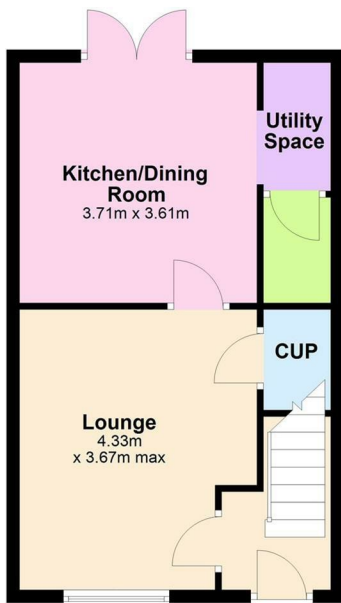 Utility
Space
Kitchen/Dining
Room
3.71m x 3.61m
CUP
Lounge
4.33m
x 3.67m max